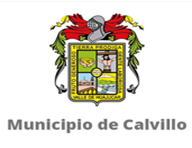 TIERRA PRODIGA
VALLE DE HUAJUCAR
Municipio de Calvillo